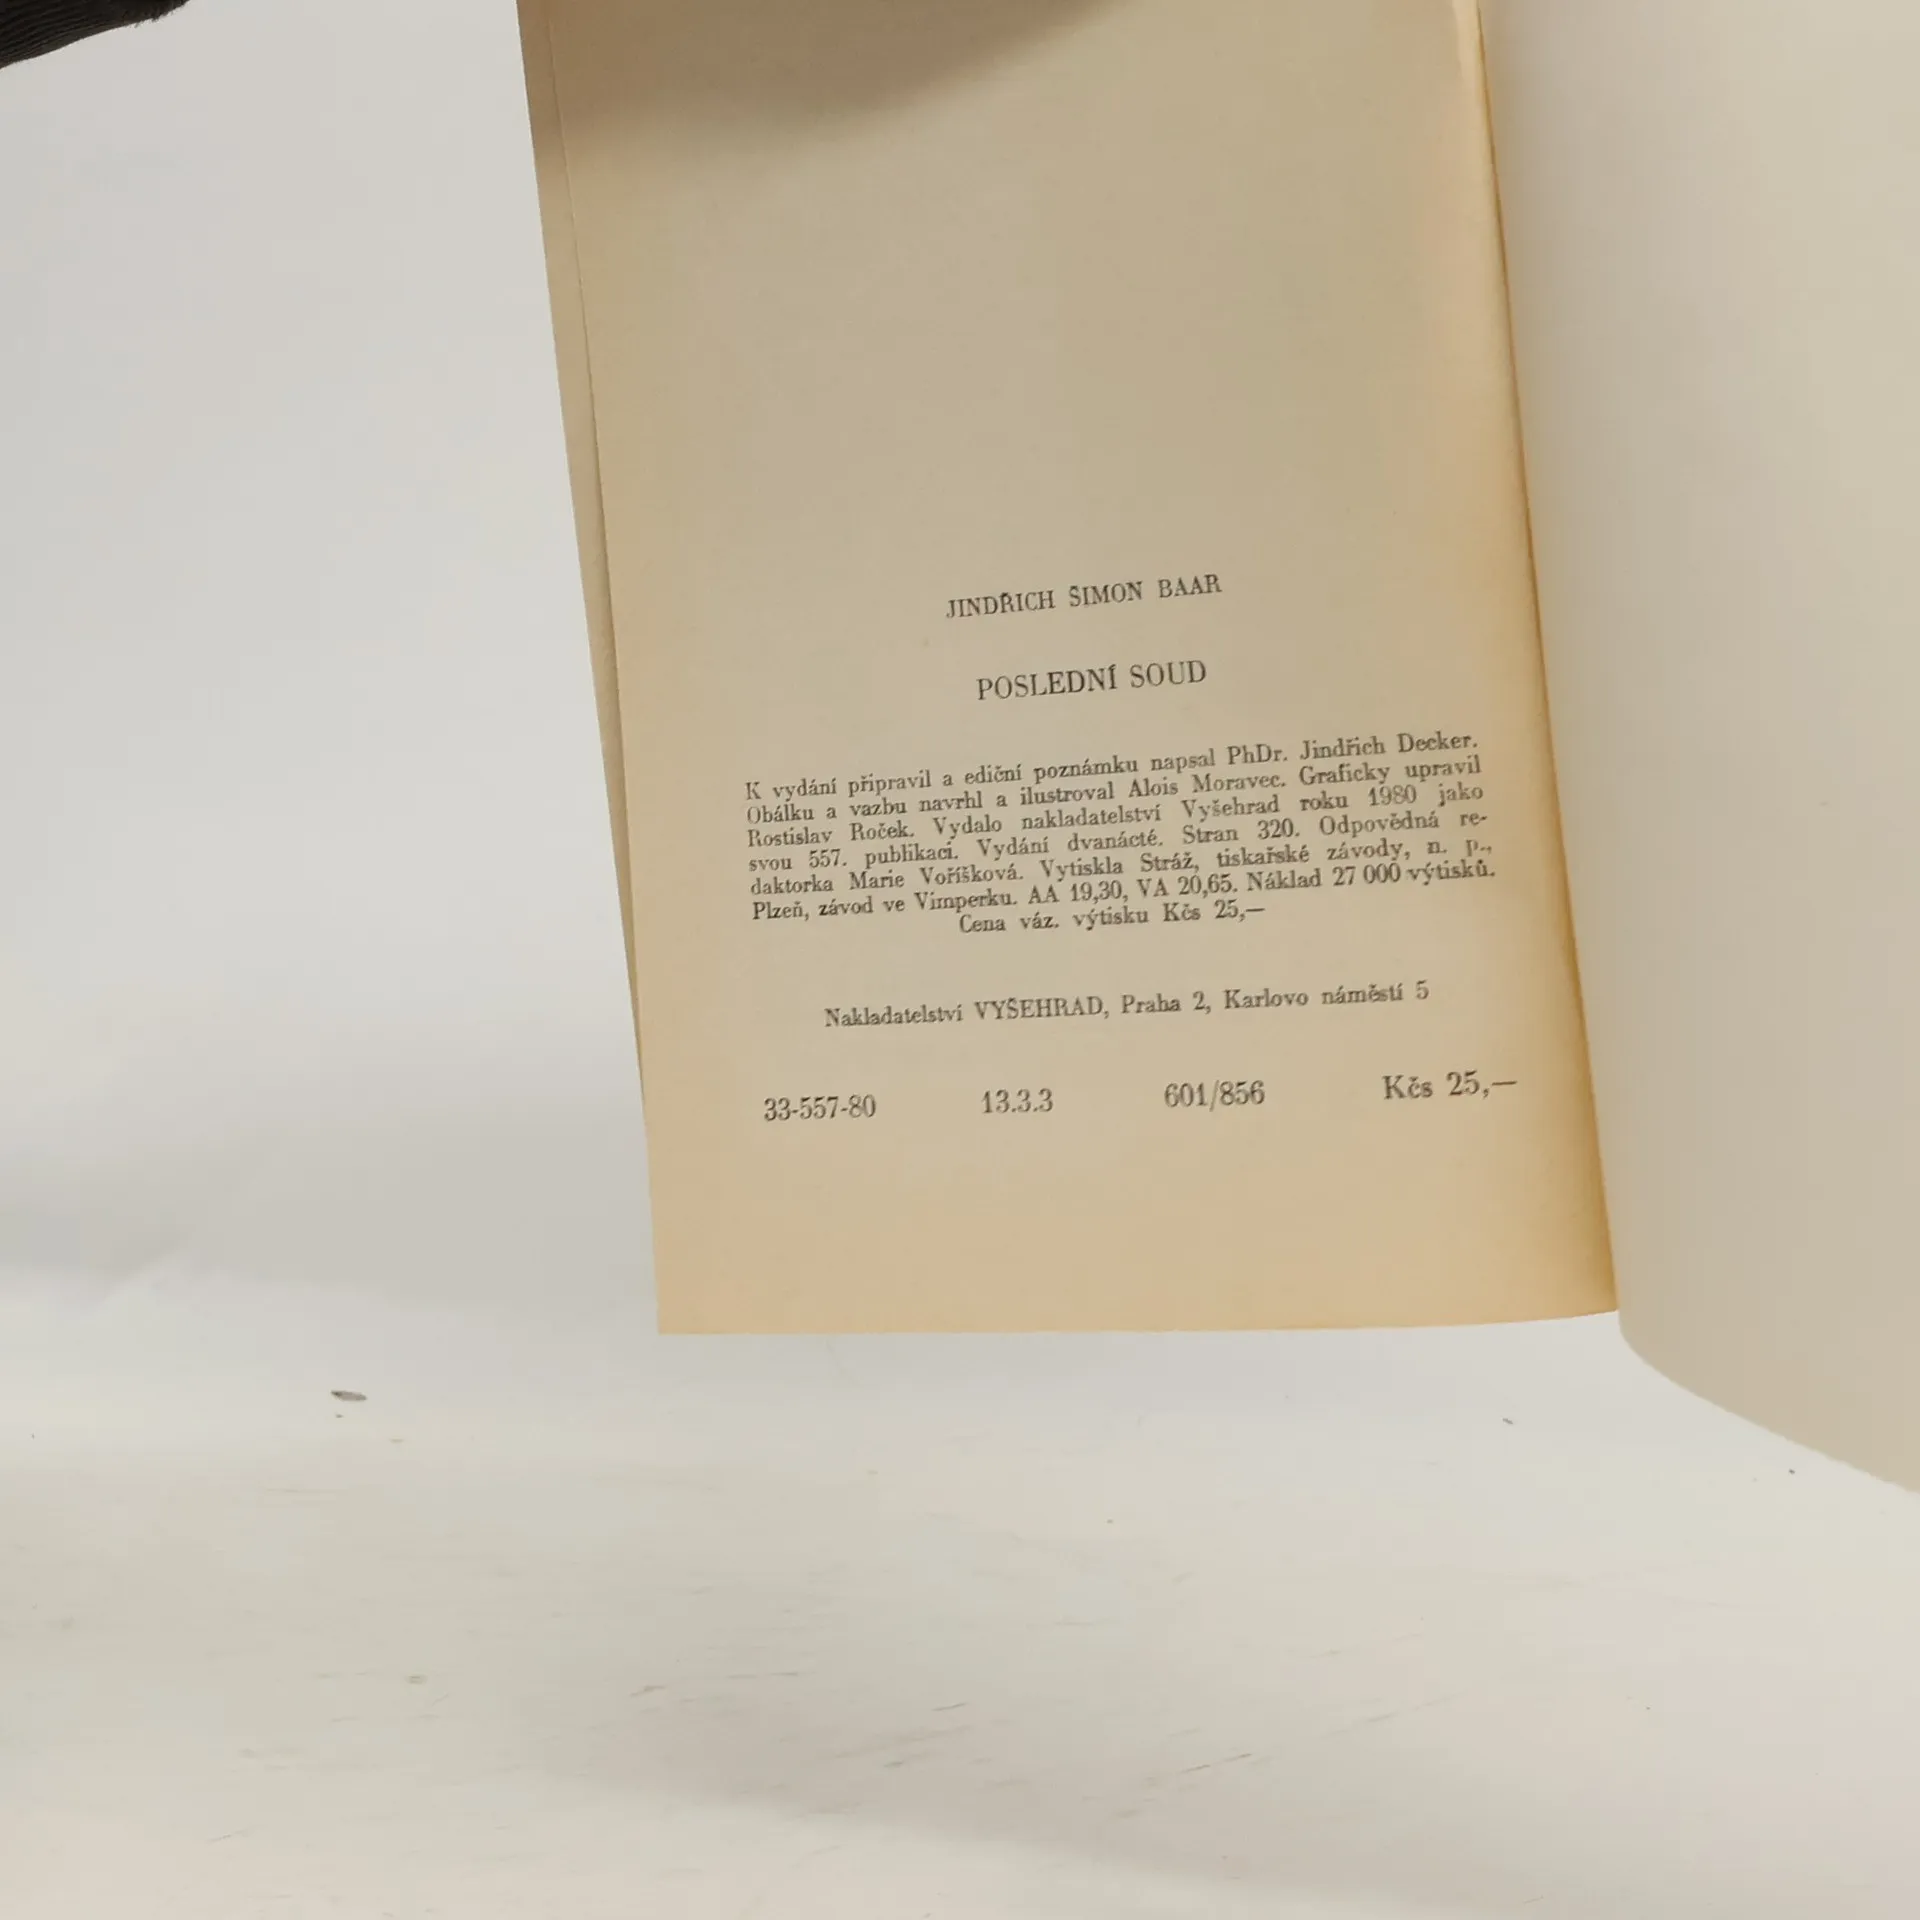 JINDŘICH ŠIMON BAAR
POSLEDNÍ SOUD
K vydání připravil a ediční poznámku napsal PhDr. Jindřich Decker.
Obálku a vazbu navrhl a ilustroval Alois Moravec. Graficky upravil
Rostislav Roček. Vydalo nakladatelství Vyšehrad roku 1980 jako
svou 557. publikaci. Vydání dvanácté. Stran 320. Odpovědná re-
daktorka Marie Voříšková. Vytiskla Stráž, tiskařské závody, n. p.,
Plzeň, závod ve Vimperku. AA 19,30, VA 20,65. Náklad 27 000 výtisků.
Cena váz. výtisku Kčs 25,—
Nakladatelství VYŠEHRAD, Praha 2, Karlovo náměstí 5
33-557-80 13.3.3 601/856 Kčs 25,—